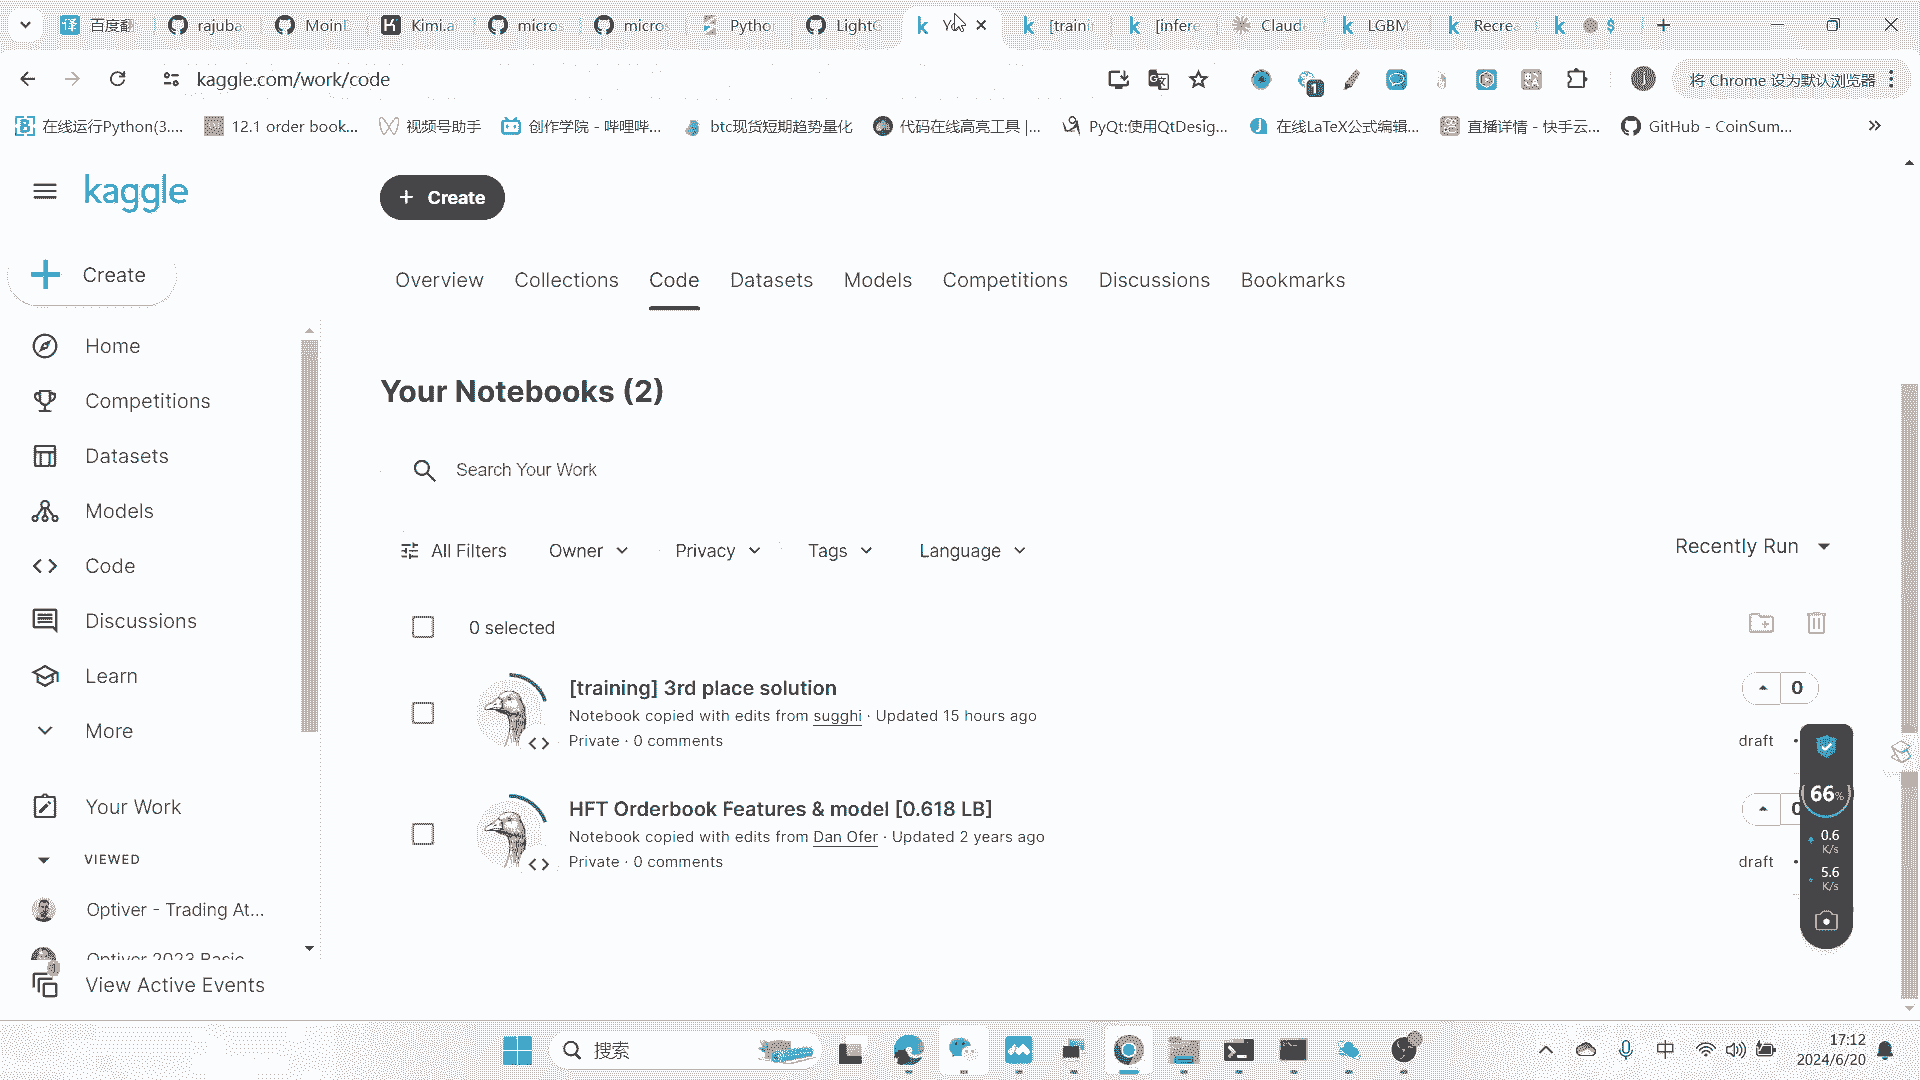 百度翻
rajuba
MoinD
Kimi.a
micros
micros
Python
LightG
Yo
[traini
[infere
Claude
LGBM
Recrea
$
kaggle.com/work/code
1
将 Chrome 设为默认浏览器
在线运行Python(3....
12.1 order book...
视频号助手
创作学院 - 哔哩哔...
btc现货短期趋势量化
代码在线高亮工具 |...
PyQt:使用QtDesig...
在线LaTeX公式编辑...
直播详情 - 快手云...
GitHub - CoinSum...
kaggle
+ Create
Create
Overview
Collections
Code
Datasets
Models
Competitions
Discussions
Bookmarks
Home
Competitions
Datasets
Models
Code
Discussions
Learn
More
Your Work
VIEWED
Optiver - Trading At...
Optiver 2023 Basic
View Active Events
Your Notebooks (2)
Search Your Work
All Filters
Owner
Privacy
Tags
Language
Recently Run
0 selected
[training] 3rd place solution
Notebook copied with edits from sugghi · Updated 15 hours ago
Private · 0 comments
0
draft
HFT Orderbook Features & model [0.618 LB]
Notebook copied with edits from Dan Ofer · Updated 2 years ago
Private · 0 comments
0
draft
66%
0.6
K/s
5.6
K/s
搜索
中
17:12
2024/6/20